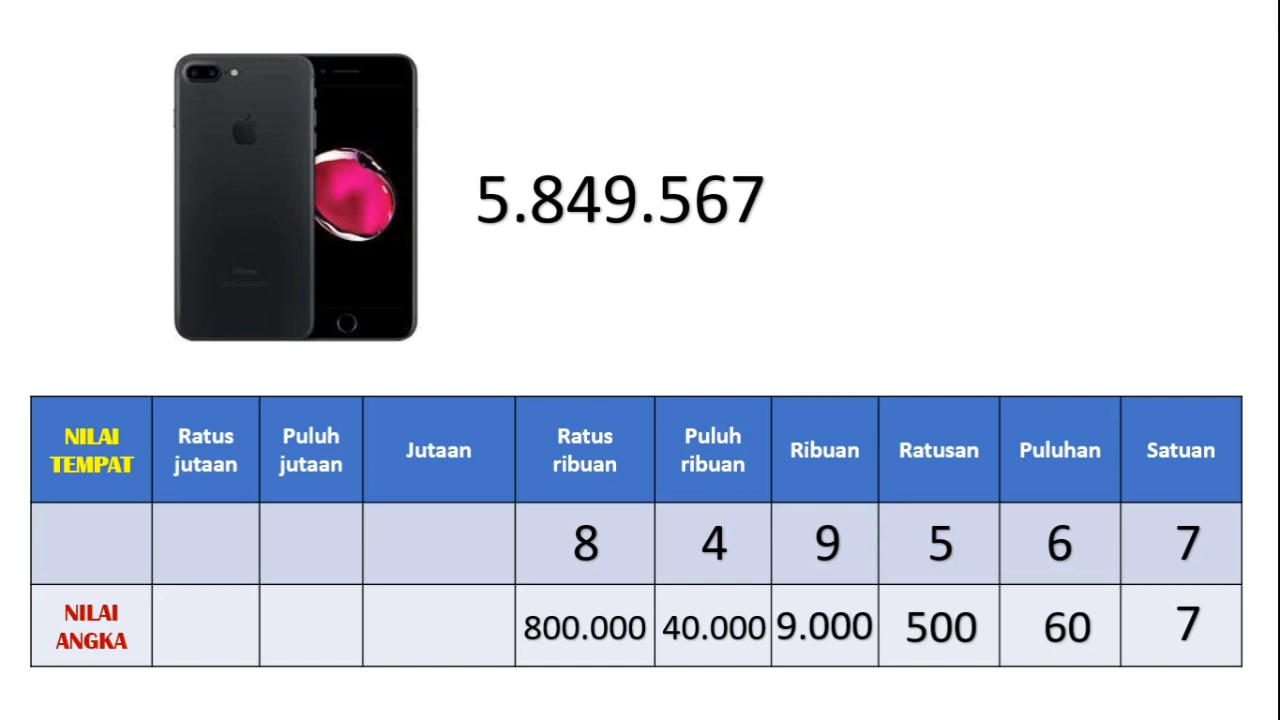 5.849.567
NILAI TEMPAT Ratus jutaan Puluh jutaan Jutaan Ratus ribuan Puluh ribuan Ribuan Ratusan Puluhan Satuan
8 4 9 5 6 7
NILAI ANGKA 800.000 40.000 9.000 500 60 7